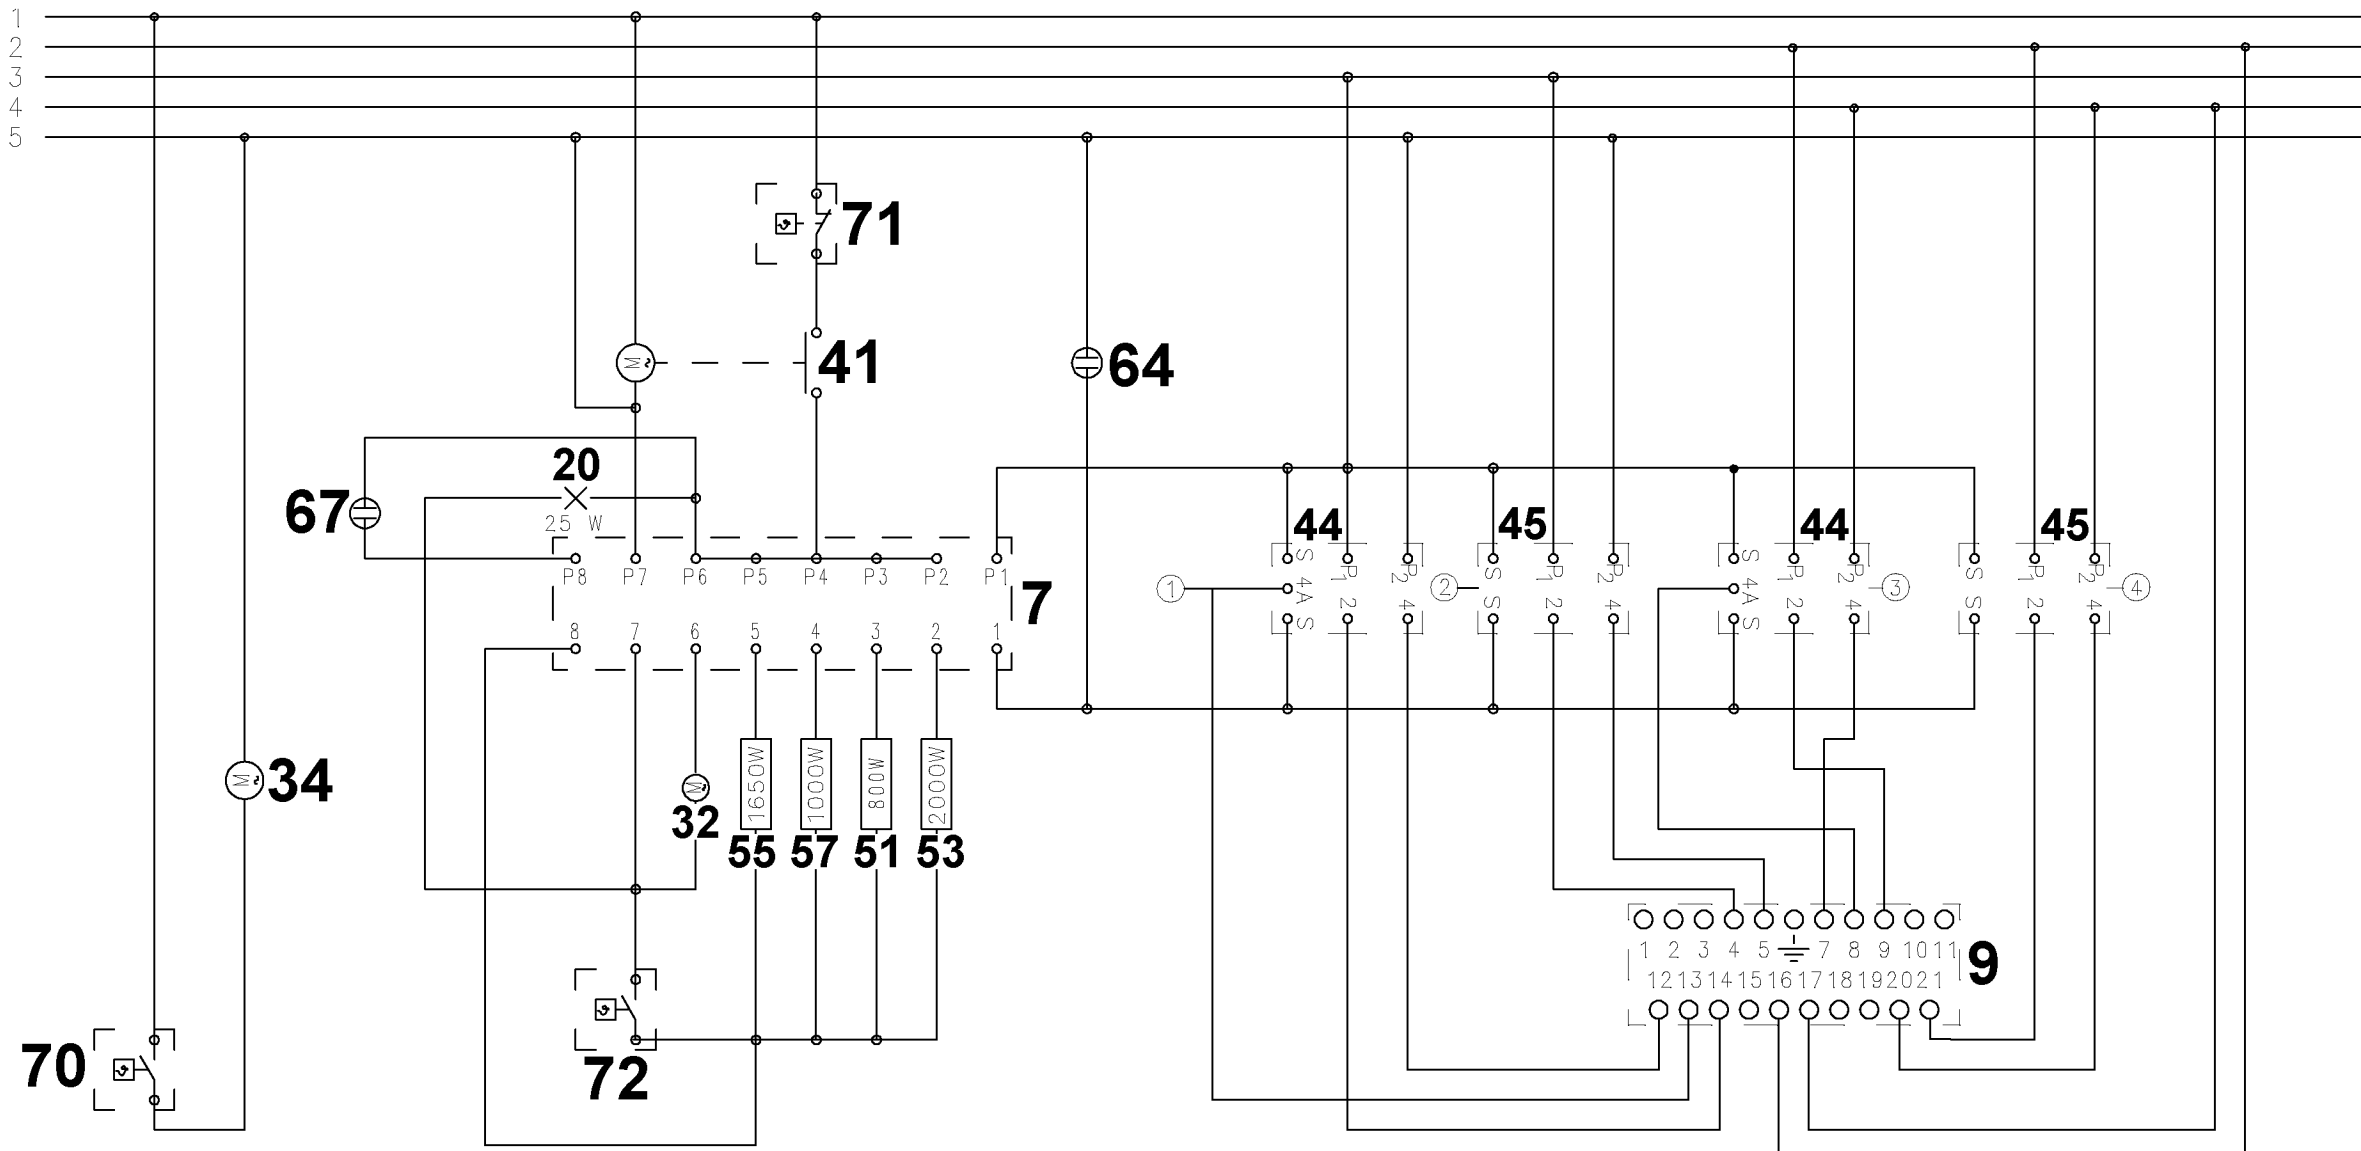 1
2
3
4
5
71
41
64
20
67
25 W
44 45 44 45
P8 P7 P6 P5 P4 P3 P2 P1
7
S P1 P2 S P1 P2 S P1 P2 S P1 P2
1 4A 2 3 4
S 2 4 S 2 4 S 2 4 S 2 4
4A
8 7 6 5 4 3 2 1
M
M
M
34
1650W 1000W 800W 2000W
32
55 57 51 53
1 2 3 4 5 7 8 9 10 11
9
12 13 14 15 16 17 18 19 20 21
70
72